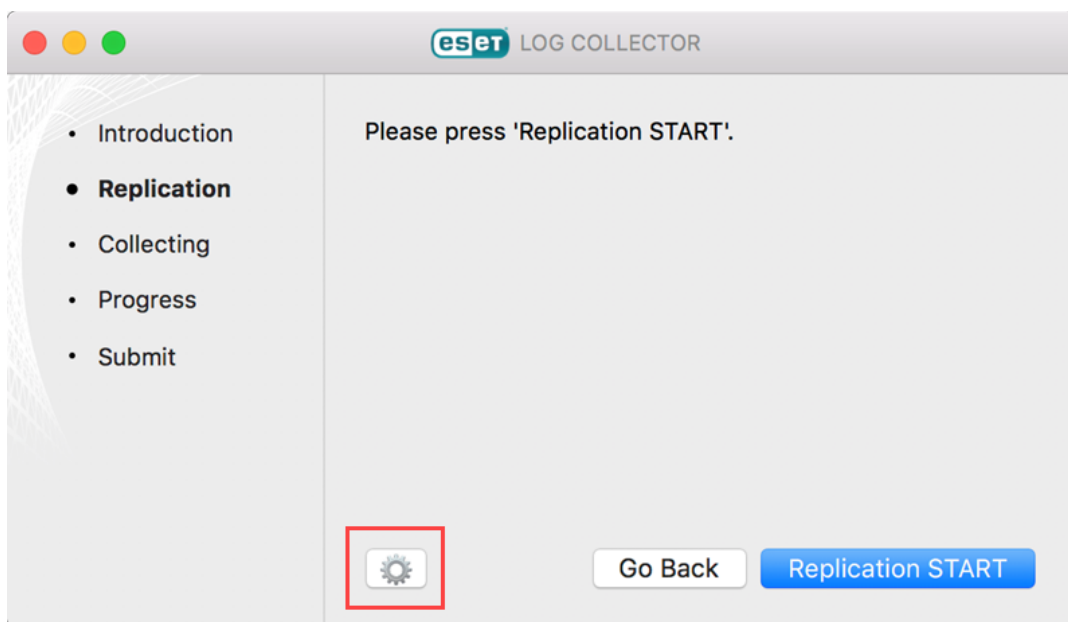 eset LOG COLLECTOR
Introduction
Replication
Collecting
Progress
Submit
Please press 'Replication START'.
Go Back
Replication START